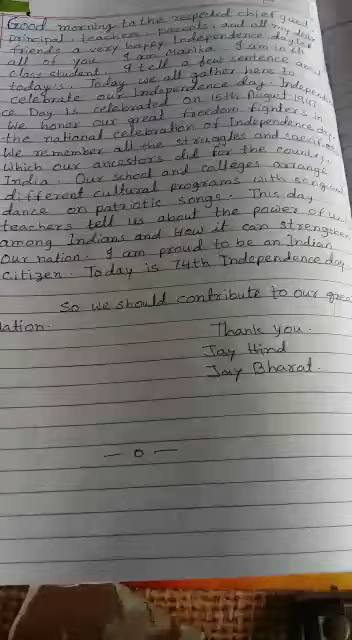 Good morning to the respected chief guest
principal, teachers, parents, and all my dear
friends a very happy Independence day to
all of you. I am Manika. I am in
class student. I tell a few sentence
today's. Today we all gather here to
celebrate our Independence day. Independen
ce Day is celebrated on 15th August 1947
We honor our great freedom fighters in
the national celebration of Independence day.
We remember all the struggles and
which our ancestors did for the country,
India. Our school and colleges arrange
different cultural programs with song and
dance on patriotic songs. This day
teachers tell us about the power of
among Indians and How it can strengthen
our nation. I am proud to be an Indian
citizen. Today is 74th Independence day
So we should contribute to our great
Nation.
Thank you.
Jay Hind
Jay Bharat.
— 0 —